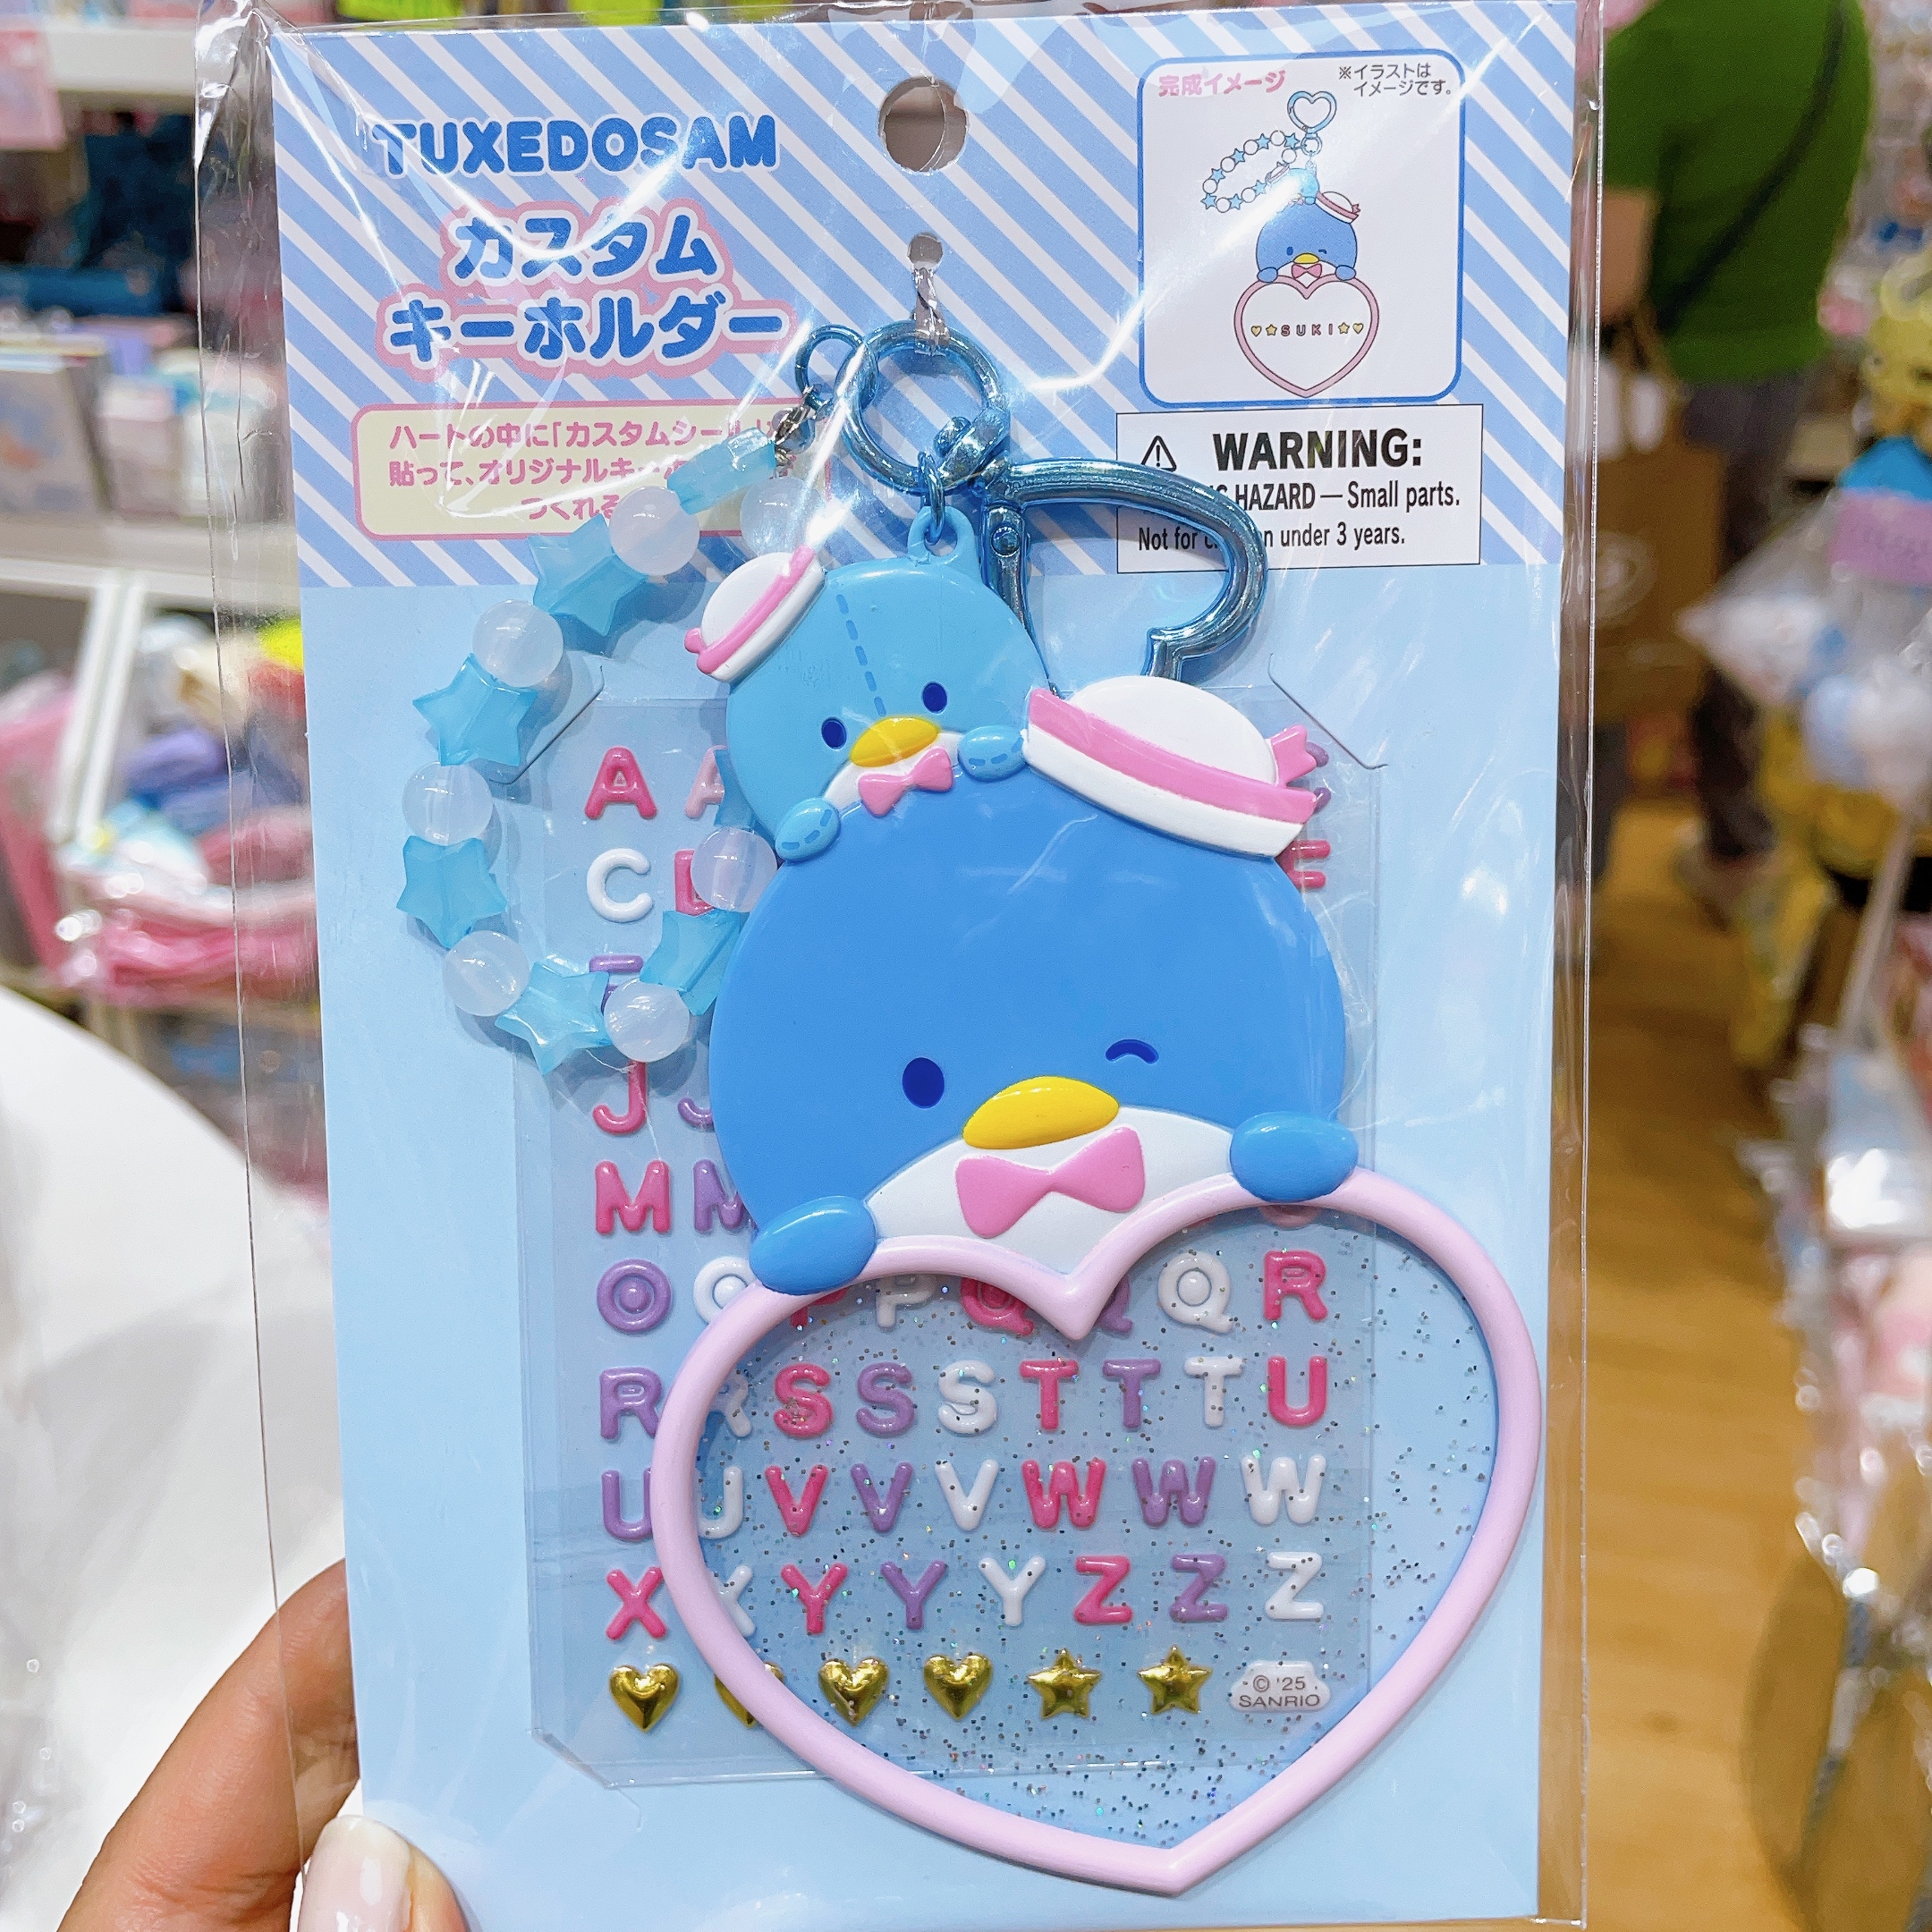 TUXEDOSAM
カスタム
キーホルダー
ハートの中に「カスタムシール
貼って、オリジナルキー
つくれる
完成イメージ
※イラストは
イメージです。
SUKI
WARNING:
HAZARD — Small parts.
Not for under 3 years.
A A
C
E
J J
M M
O O P P Q Q Q R
R R S S S T T T U
U U V V V W W W
X X Y Y Y Z Z Z
© '25
SANRIO